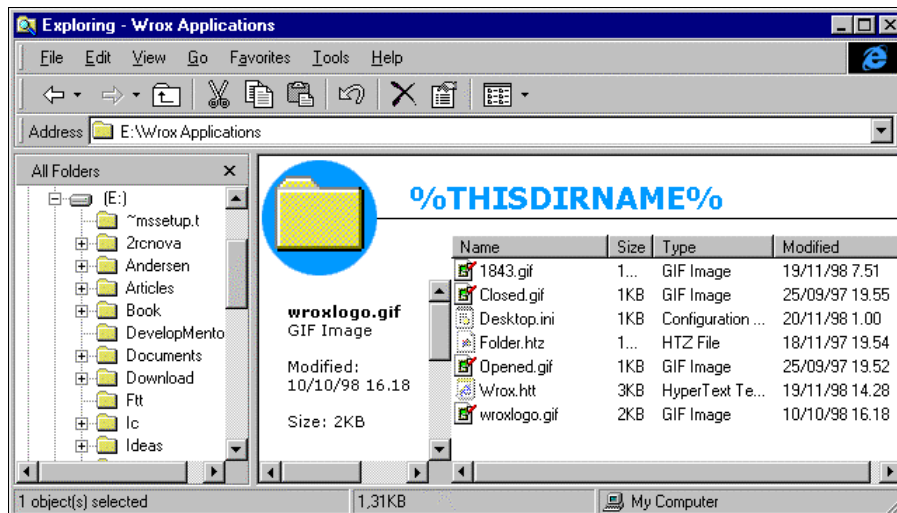 Exploring - Wrox Applications
File Edit View Go Favorites Tools Help
Address E:\Wrox Applications
All Folders
(E:)
~mssetup.t
2rcnova
Andersen
Articles
Book
DevelopMento
Documents
Download
Ftt
Ic
Ideas
%THISDIRNAME%
wroxlogo.gif
GIF Image
Modified:
10/10/98 16.18
Size: 2KB
Name Size Type Modified
1843.gif 1... GIF Image 19/11/98 7.51
Closed.gif 1KB GIF Image 25/09/97 19.55
Desktop.ini 1KB Configuration ... 20/11/98 1.00
Folder.htz 1... HTZ File 18/11/97 19.54
Opened.gif 1KB GIF Image 25/09/97 19.52
Wrox.htt 3KB HyperText Te... 19/11/98 14.28
wroxlogo.gif 2KB GIF Image 10/10/98 16.18
1 object(s) selected 1,31KB My Computer